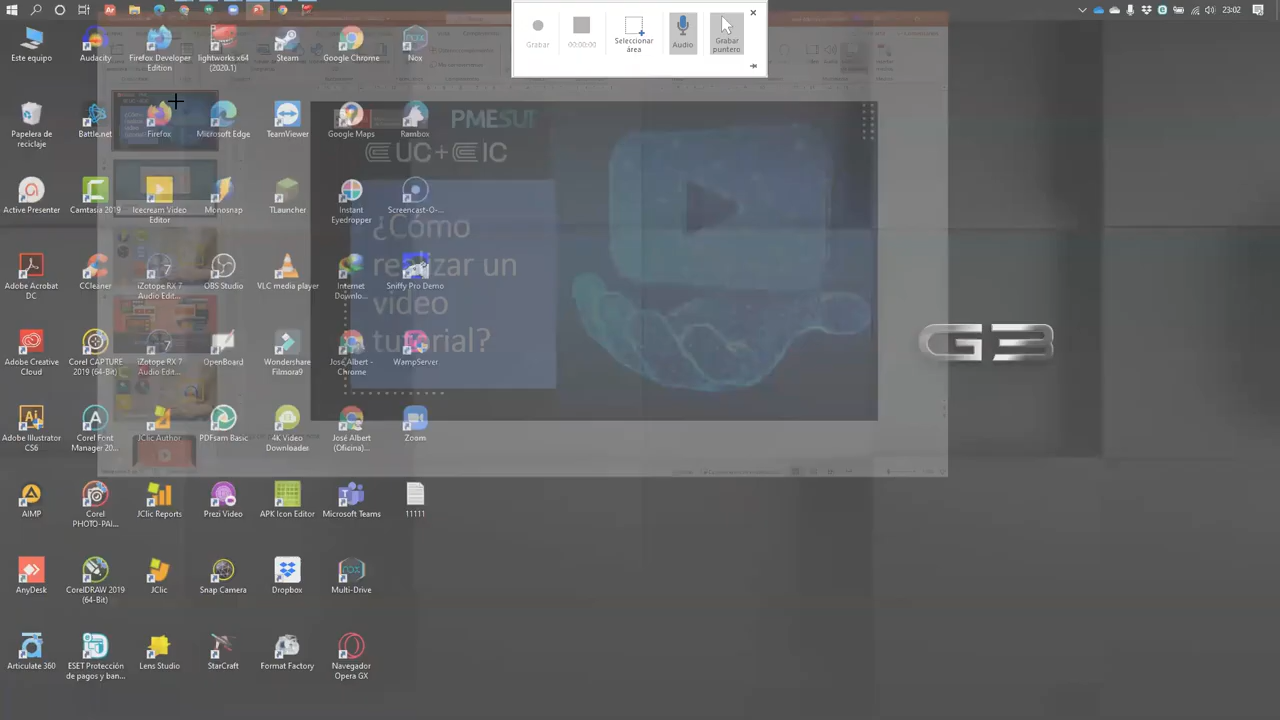 23:02
Grabar
00:00:00
Seleccionar
área
Audio
Grabar
puntero
Este equipo
Audacity
Firefox Developer
Edition
lightworks x64
(2020.1)
Steam
Google Chrome
Nox
Papelera de
reciclaje
Battle.net
Firefox
Microsoft Edge
TeamViewer
Google Maps
Rambox
PMESUT
UC+ IC
Active Presenter
Camtasia 2019
Icecream Video
Editor
Monosnap
TLauncher
Instant
Eyedropper
Screencast-O-...
¿Cómo
realizar un
video
tutorial?
Adobe Acrobat
DC
CCleaner
iZotope RX 7
Audio Edit...
OBS Studio
VLC media player
Internet
Downlo...
Sniffy Pro Demo
Adobe Creative
Cloud
Corel CAPTURE
2019 (64-Bit)
iZotope RX 7
Audio Edit...
OpenBoard
Wondershare
Filmora9
José Albert -
Chrome
WampServer
G3
Adobe Illustrator
CS6
Corel Font
Manager 20...
JClic Author
PDFsam Basic
4K Video
Downloader
José Albert
(Oficina)...
Zoom
AIMP
Corel
PHOTO-PAI...
JClic Reports
Prezi Video
APK Icon Editor
Microsoft Teams
11111
AnyDesk
CorelDRAW 2019
(64-Bit)
JClic
Snap Camera
Dropbox
Multi-Drive
Articulate 360
ESET Protección
de pagos y ban...
Lens Studio
StarCraft
Format Factory
Navegador
Opera GX